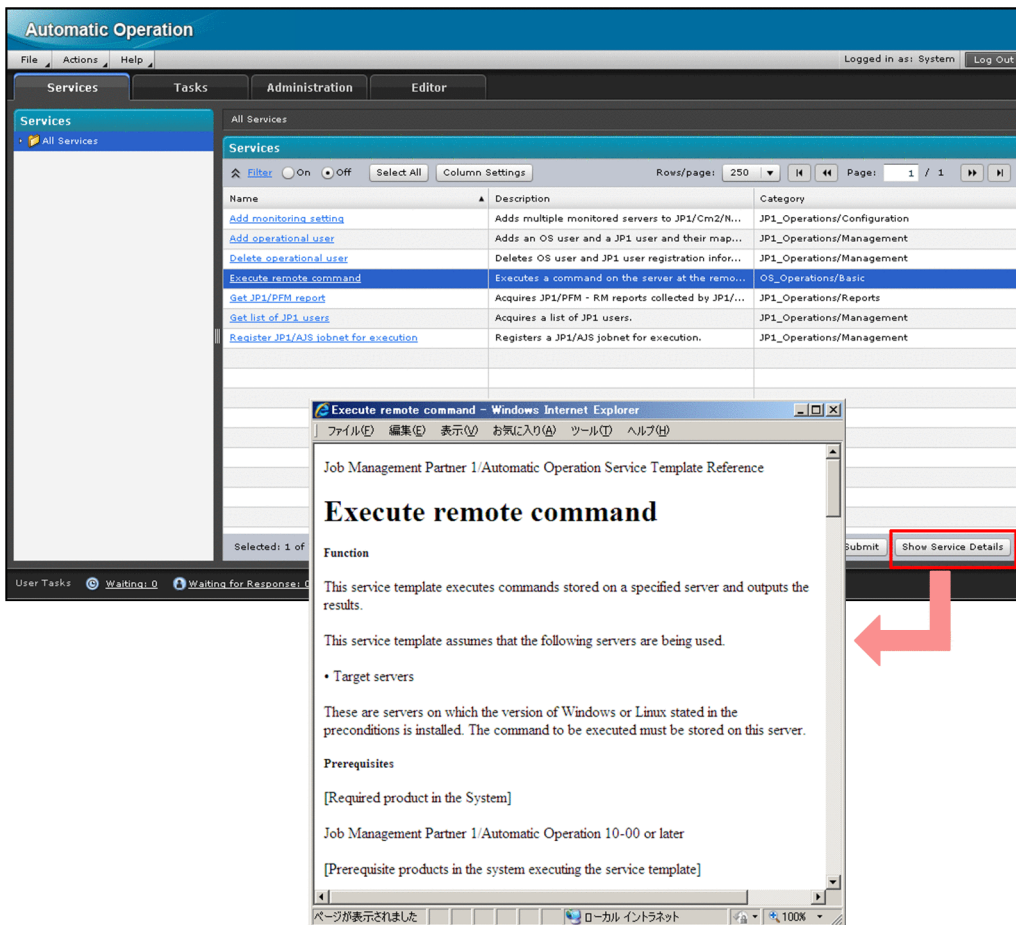 Automatic Operation
File Actions Help Logged in as: System Log Out
Services Tasks Administration Editor
Services
All Services
All Services
Services
Filter On Off Select All Column Settings Rows/page: 250 Page: 1 / 1
Name Description Category
Add monitoring setting Adds multiple monitored servers to JP1/Cm2/N... JP1_Operations/Configuration
Add operational user Adds an OS user and a JP1 user and their map... JP1_Operations/Management
Delete operational user Deletes OS user and JP1 user registration infor... JP1_Operations/Management
Execute remote command Executes a command on the server at the remo... OS_Operations/Basic
Get JP1/PFM report Acquires JP1/PFM - RM reports collected by JP1/... JP1_Operations/Reports
Get list of JP1 users Acquires a list of JP1 users. JP1_Operations/Management
Register JP1/AJS jobnet for execution Registers a JP1/AJS jobnet for execution. JP1_Operations/Management
Selected: 1 of Submit Show Service Details
User Tasks Waiting: 0 Waiting for Response: 0
Execute remote command - Windows Internet Explorer
ファイル(F) 編集(E) 表示(V) お気に入り(A) ツール(T) ヘルプ(H)
Job Management Partner 1/Automatic Operation Service Template Reference
Execute remote command
Function
This service template executes commands stored on a specified server and outputs the
results.
This service template assumes that the following servers are being used.
• Target servers
These are servers on which the version of Windows or Linux stated in the
preconditions is installed. The command to be executed must be stored on this server.
Prerequisites
[Required product in the System]
Job Management Partner 1/Automatic Operation 10-00 or later
[Prerequisite products in the system executing the service template]
ページが表示されました ローカル イントラネット 100%